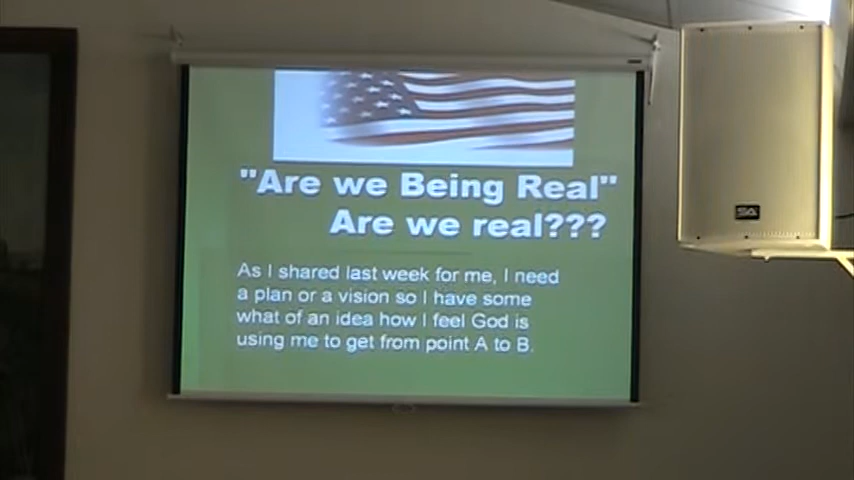 "Are we Being Real"
Are we real???
As I shared last week for me, I need
a plan or a vision so I have some
what of an idea how I feel God is
using me to get from point A to B.
SA